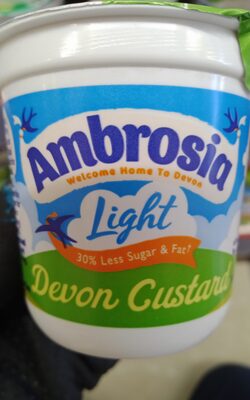 Ambrosia
Welcome Home To Devon
Light
30% Less Sugar & Fat†
Devon Custard